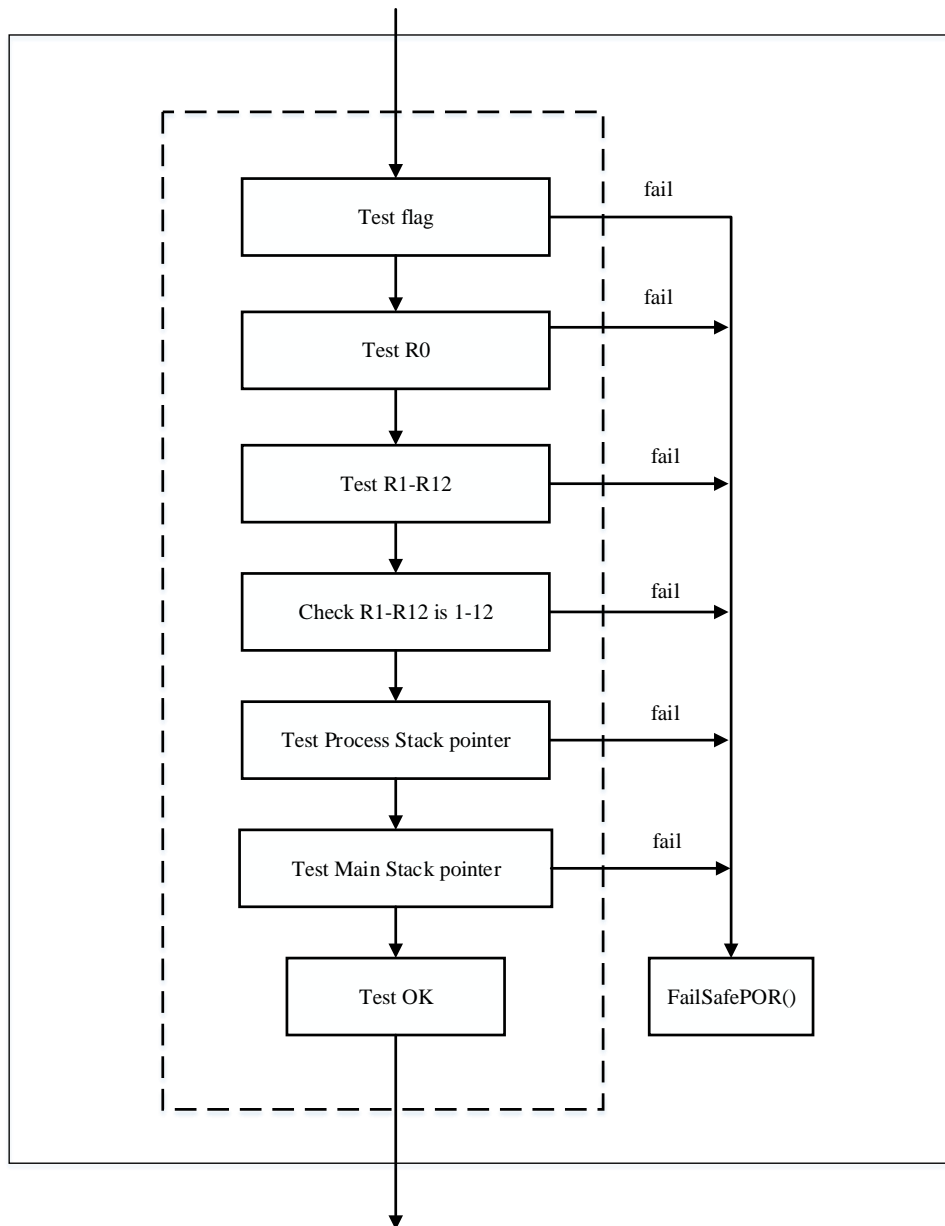 Test flag
fail
Test R0
fail
Test R1-R12
fail
Check R1-R12 is 1-12
fail
Test Process Stack pointer
fail
Test Main Stack pointer
fail
Test OK
FailSafePOR()